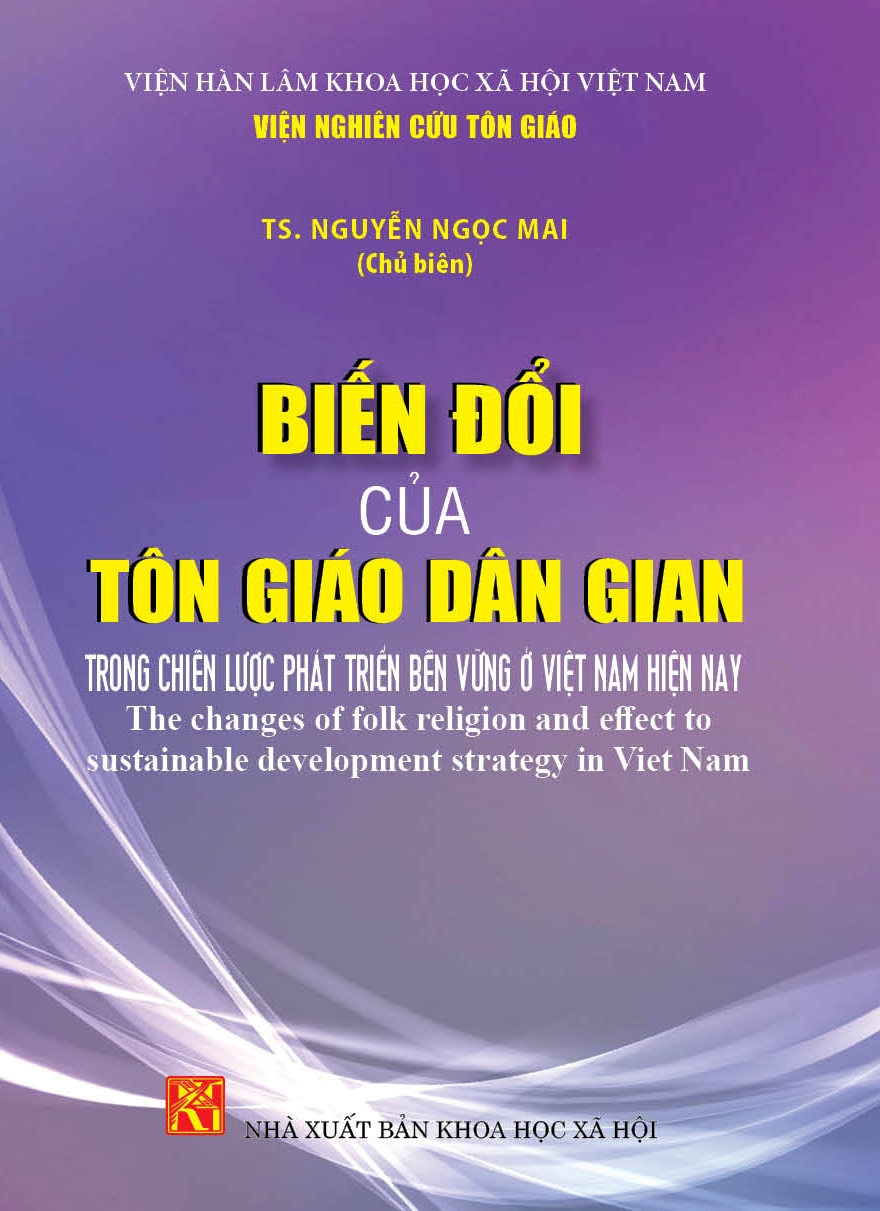 VIỆN HÀN LÂM KHOA HỌC XÃ HỘI VIỆT NAM
VIỆN NGHIÊN CỨU TÔN GIÁO
TS. NGUYỄN NGỌC MAI
(Chủ biên)
BIẾN ĐỔI
CỦA
TÔN GIÁO DÂN GIAN
TRONG CHIẾN LƯỢC PHÁT TRIỂN BỀN VỮNG Ở VIỆT NAM HIỆN NAY
The changes of folk religion and effect to
sustainable development strategy in Viet Nam
NHÀ XUẤT BẢN KHOA HỌC XÃ HỘI